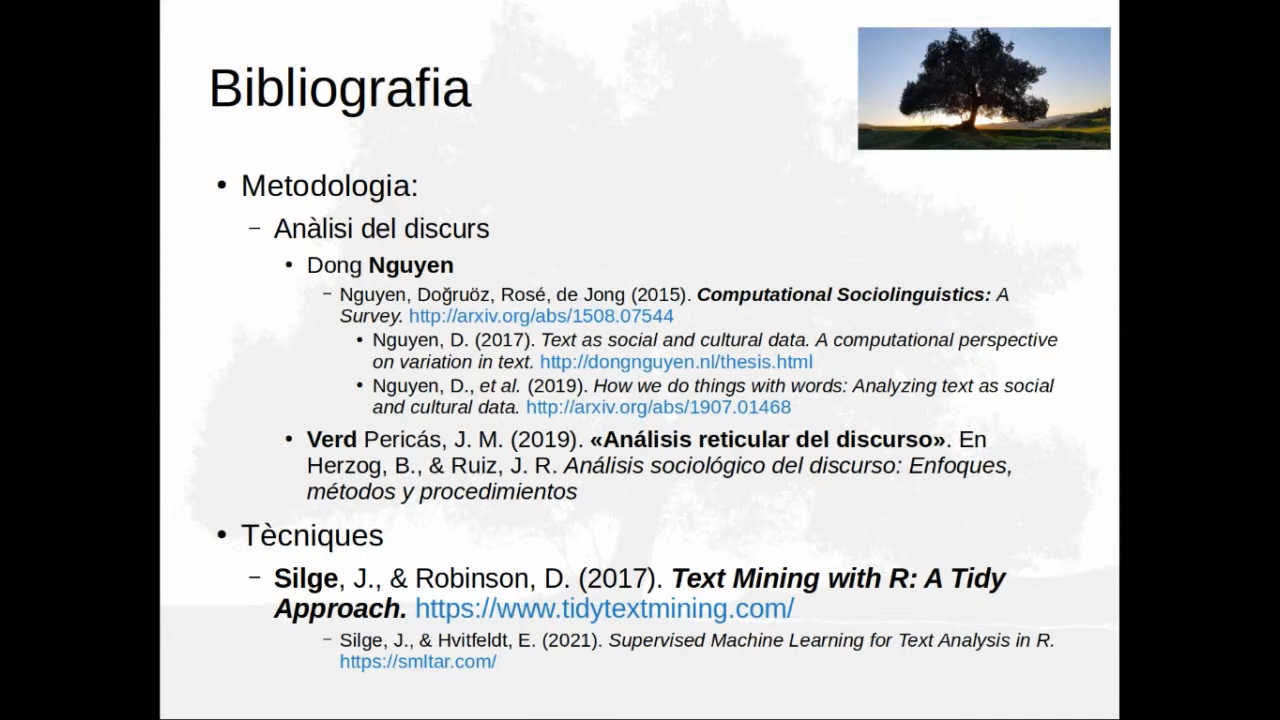 Bibliografia
• Metodologia:
– Anàlisi del discurs
• Dong Nguyen
– Nguyen, Doğruöz, Rosé, de Jong (2015). Computational Sociolinguistics: A
Survey. http://arxiv.org/abs/1508.07544
• Nguyen, D. (2017). Text as social and cultural data. A computational perspective
on variation in text. http://dongnguyen.nl/thesis.html
• Nguyen, D., et al. (2019). How we do things with words: Analyzing text as social
and cultural data. http://arxiv.org/abs/1907.01468
• Verd Pericás, J. M. (2019). «Análisis reticular del discurso». En
Herzog, B., & Ruiz, J. R. Análisis sociológico del discurso: Enfoques,
métodos y procedimientos
• Tècniques
– Silge, J., & Robinson, D. (2017). Text Mining with R: A Tidy
Approach. https://www.tidytextmining.com/
– Silge, J., & Hvitfeldt, E. (2021). Supervised Machine Learning for Text Analysis in R.
https://smltar.com/